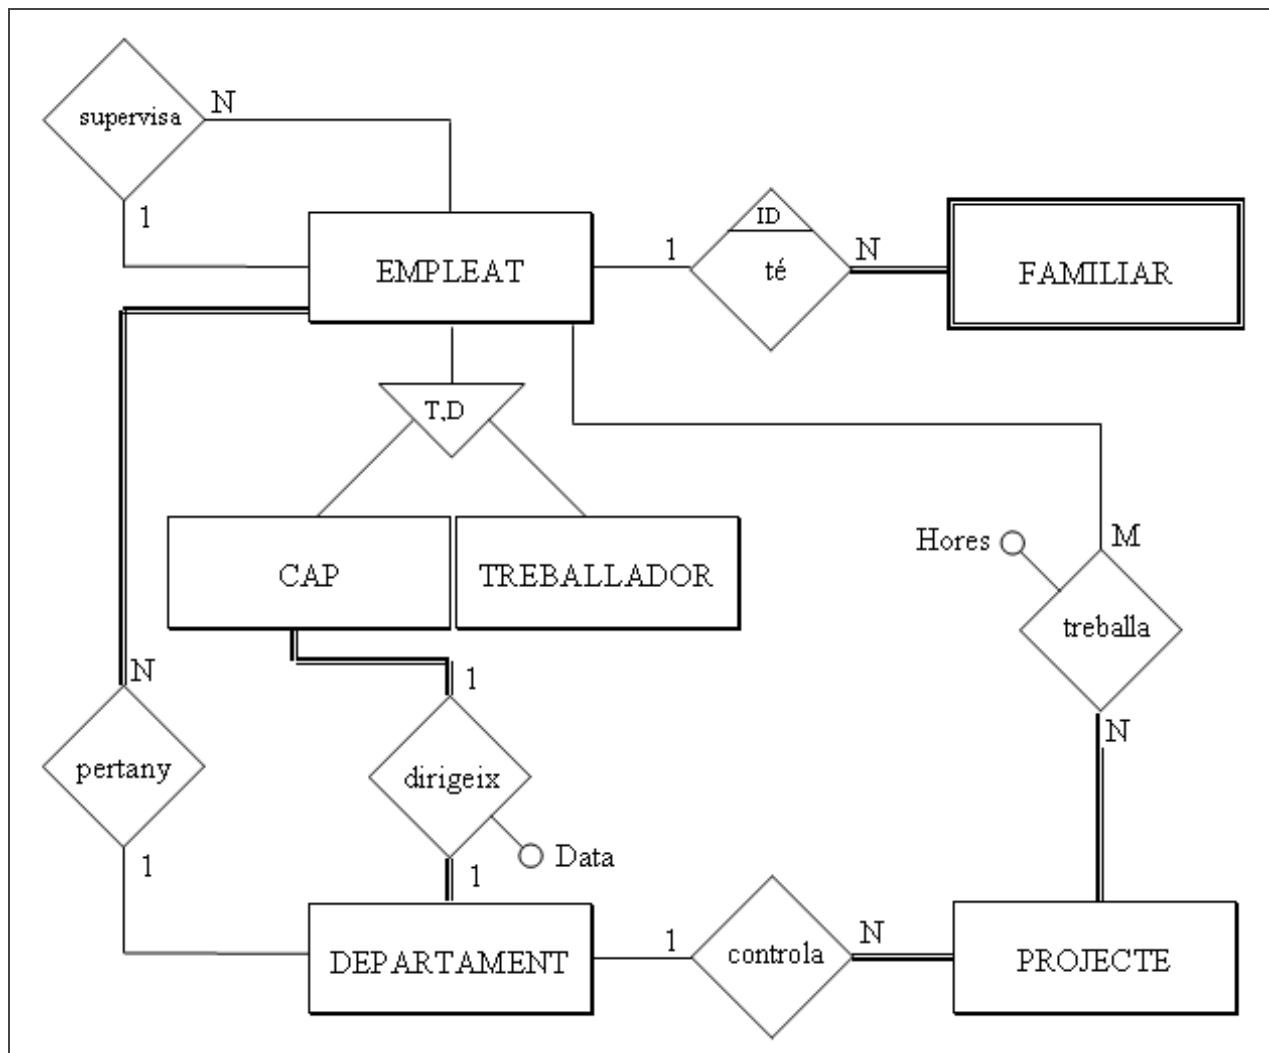 supervisa
N
1
EMPLEAT
1
ID
té
N
FAMILIAR
T,D
CAP
TREBALLADOR
Hores
M
treballa
N
N
pertany
1
1
dirigeix
Data
1
DEPARTAMENT
1
controla
N
PROJECTE